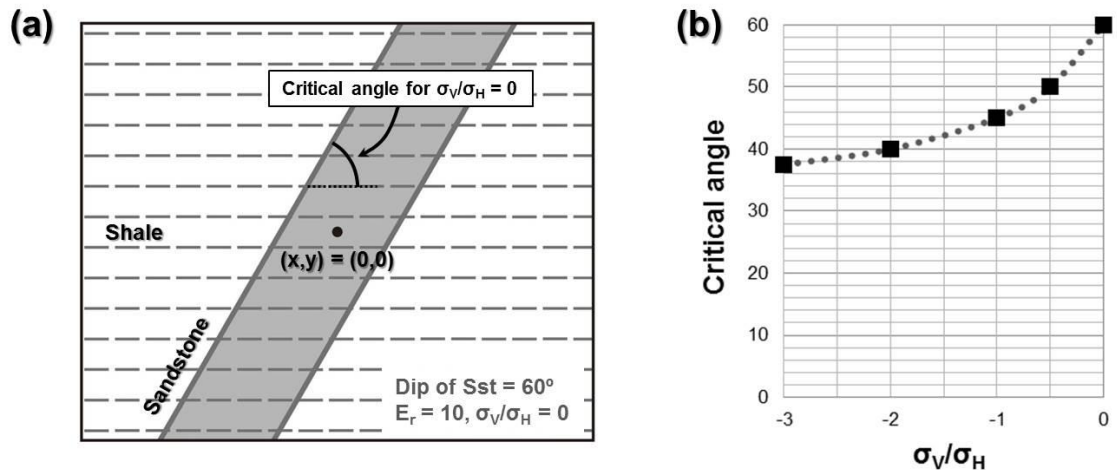 (a)
Critical angle for σV/σH = 0
Shale
(x,y) = (0,0)
Sandstone
Dip of Sst = 60º
Er = 10, σV/σH = 0
(b)
Critical angle
60
50
40
30
20
10
0
-3 -2 -1 0
σV/σH